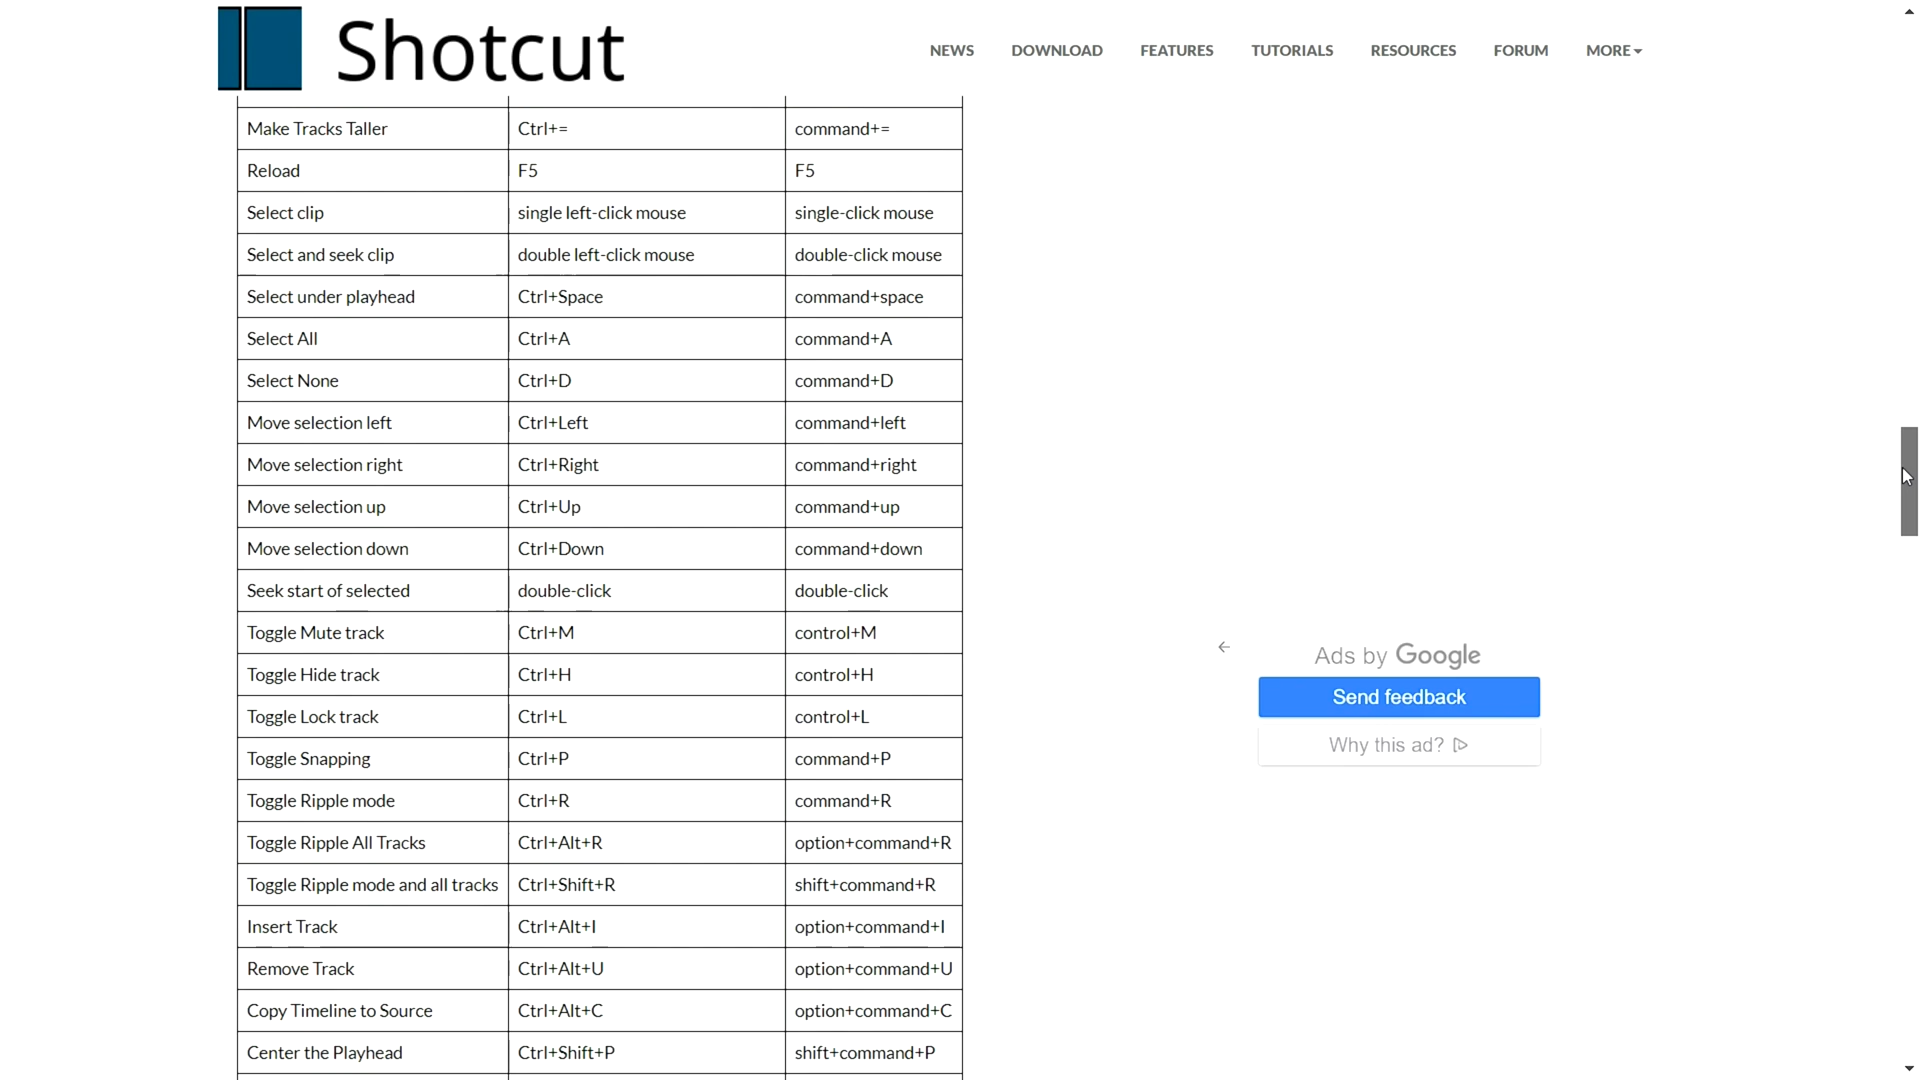 Shotcut
NEWS DOWNLOAD FEATURES TUTORIALS RESOURCES FORUM MORE
Make Tracks Taller Ctrl+= command+=
Reload F5 F5
Select clip single left-click mouse single-click mouse
Select and seek clip double left-click mouse double-click mouse
Select under playhead Ctrl+Space command+space
Select All Ctrl+A command+A
Select None Ctrl+D command+D
Move selection left Ctrl+Left command+left
Move selection right Ctrl+Right command+right
Move selection up Ctrl+Up command+up
Move selection down Ctrl+Down command+down
Seek start of selected double-click double-click
Toggle Mute track Ctrl+M control+M
Toggle Hide track Ctrl+H control+H
Toggle Lock track Ctrl+L control+L
Toggle Snapping Ctrl+P command+P
Toggle Ripple mode Ctrl+R command+R
Toggle Ripple All Tracks Ctrl+Alt+R option+command+R
Toggle Ripple mode and all tracks Ctrl+Shift+R shift+command+R
Insert Track Ctrl+Alt+I option+command+I
Remove Track Ctrl+Alt+U option+command+U
Copy Timeline to Source Ctrl+Alt+C option+command+C
Center the Playhead Ctrl+Shift+P shift+command+P
Ads by Google
Send feedback
Why this ad?